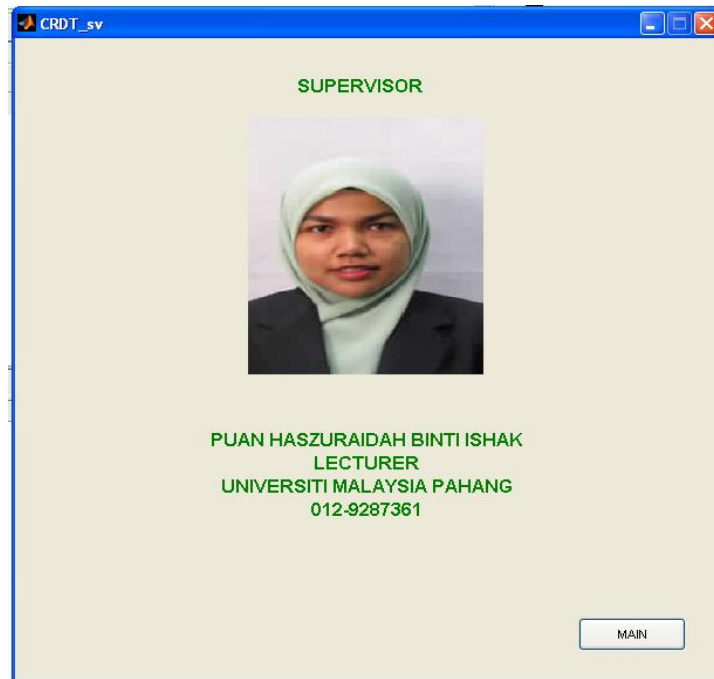 CRDT_sv
SUPERVISOR
PUAN HASZURAIDAH BINTI ISHAK
LECTURER
UNIVERSITI MALAYSIA PAHANG
012-9287361
MAIN